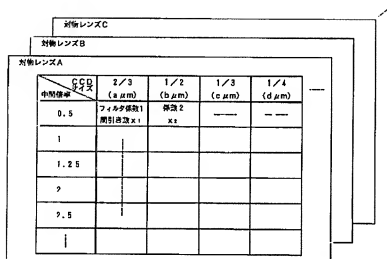 対物レンズC
対物レンズB
対物レンズA
CCDサイズ
中間倍率
2/3 1/2 1/3 1/4
(aμm) (bμm) (cμm) (dμm)
0.5 フィルタ係数1 係数2
間引き数x1 x2
1
1.25
2
2.5